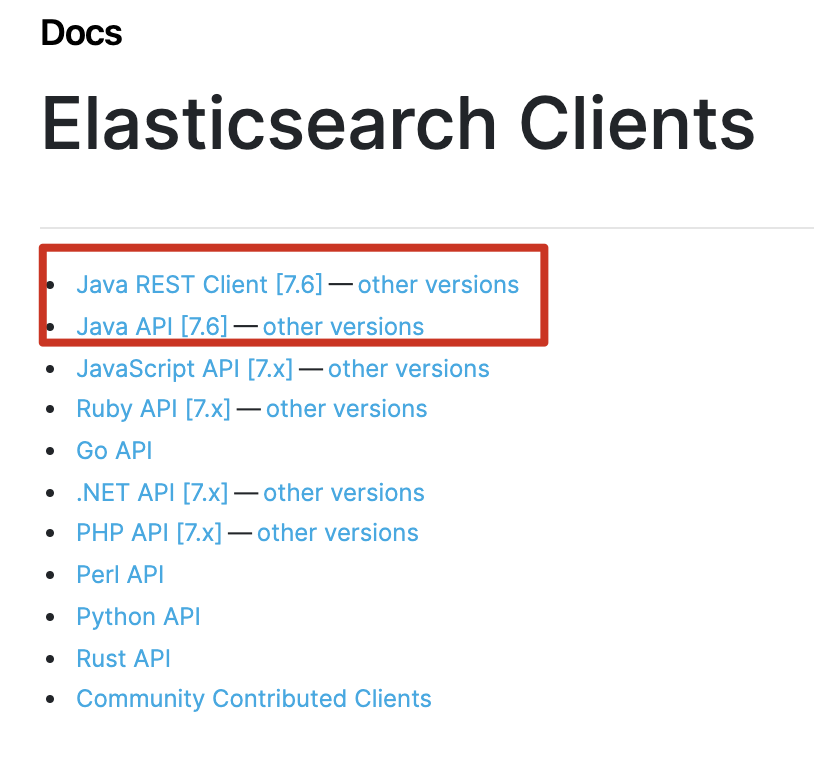 Docs
Elasticsearch Clients
Java REST Client [7.6] — other versions
Java API [7.6] — other versions
JavaScript API [7.x] — other versions
Ruby API [7.x] — other versions
Go API
.NET API [7.x] — other versions
PHP API [7.x] — other versions
Perl API
Python API
Rust API
Community Contributed Clients